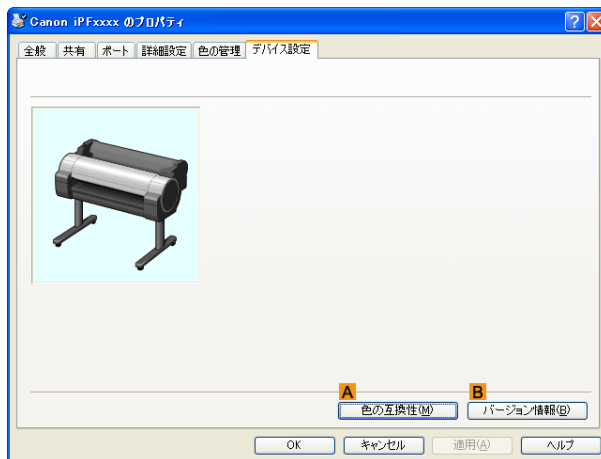 Canon iPFxxxx のプロパティ
全般 共有 ポート 詳細設定 色の管理 デバイス設定
A B
色の互換性(M) バージョン情報(B)
OK キャンセル 適用(A) ヘルプ